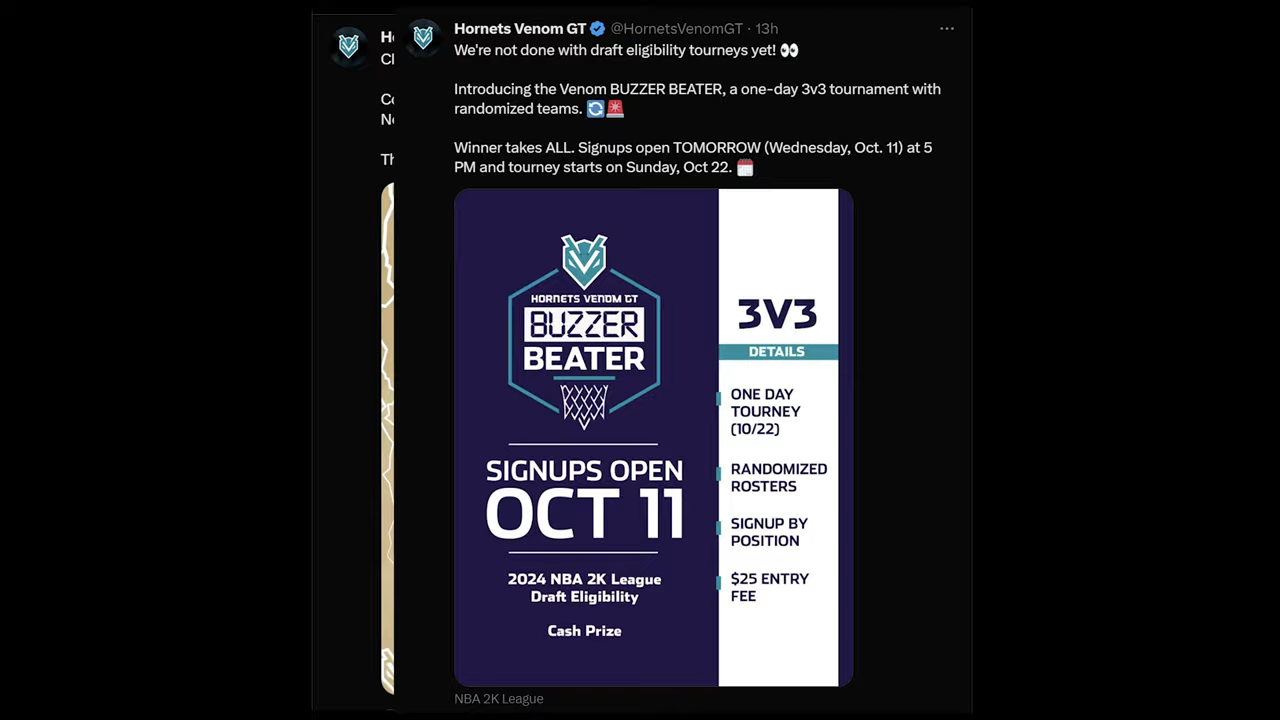 Hornets Venom GT @HornetsVenomGT · 13h
We're not done with draft eligibility tourneys yet! 👀
Introducing the Venom BUZZER BEATER, a one-day 3v3 tournament with
randomized teams. 🔄🚨
Winner takes ALL. Signups open TOMORROW (Wednesday, Oct. 11) at 5
PM and tourney starts on Sunday, Oct 22. 🗓️
HORNETS VENOM GT
BUZZER
BEATER
SIGNUPS OPEN
OCT 11
2024 NBA 2K League
Draft Eligibility
Cash Prize
3V3
DETAILS
ONE DAY
TOURNEY
(10/22)
RANDOMIZED
ROSTERS
SIGNUP BY
POSITION
$25 ENTRY
FEE
NBA 2K League